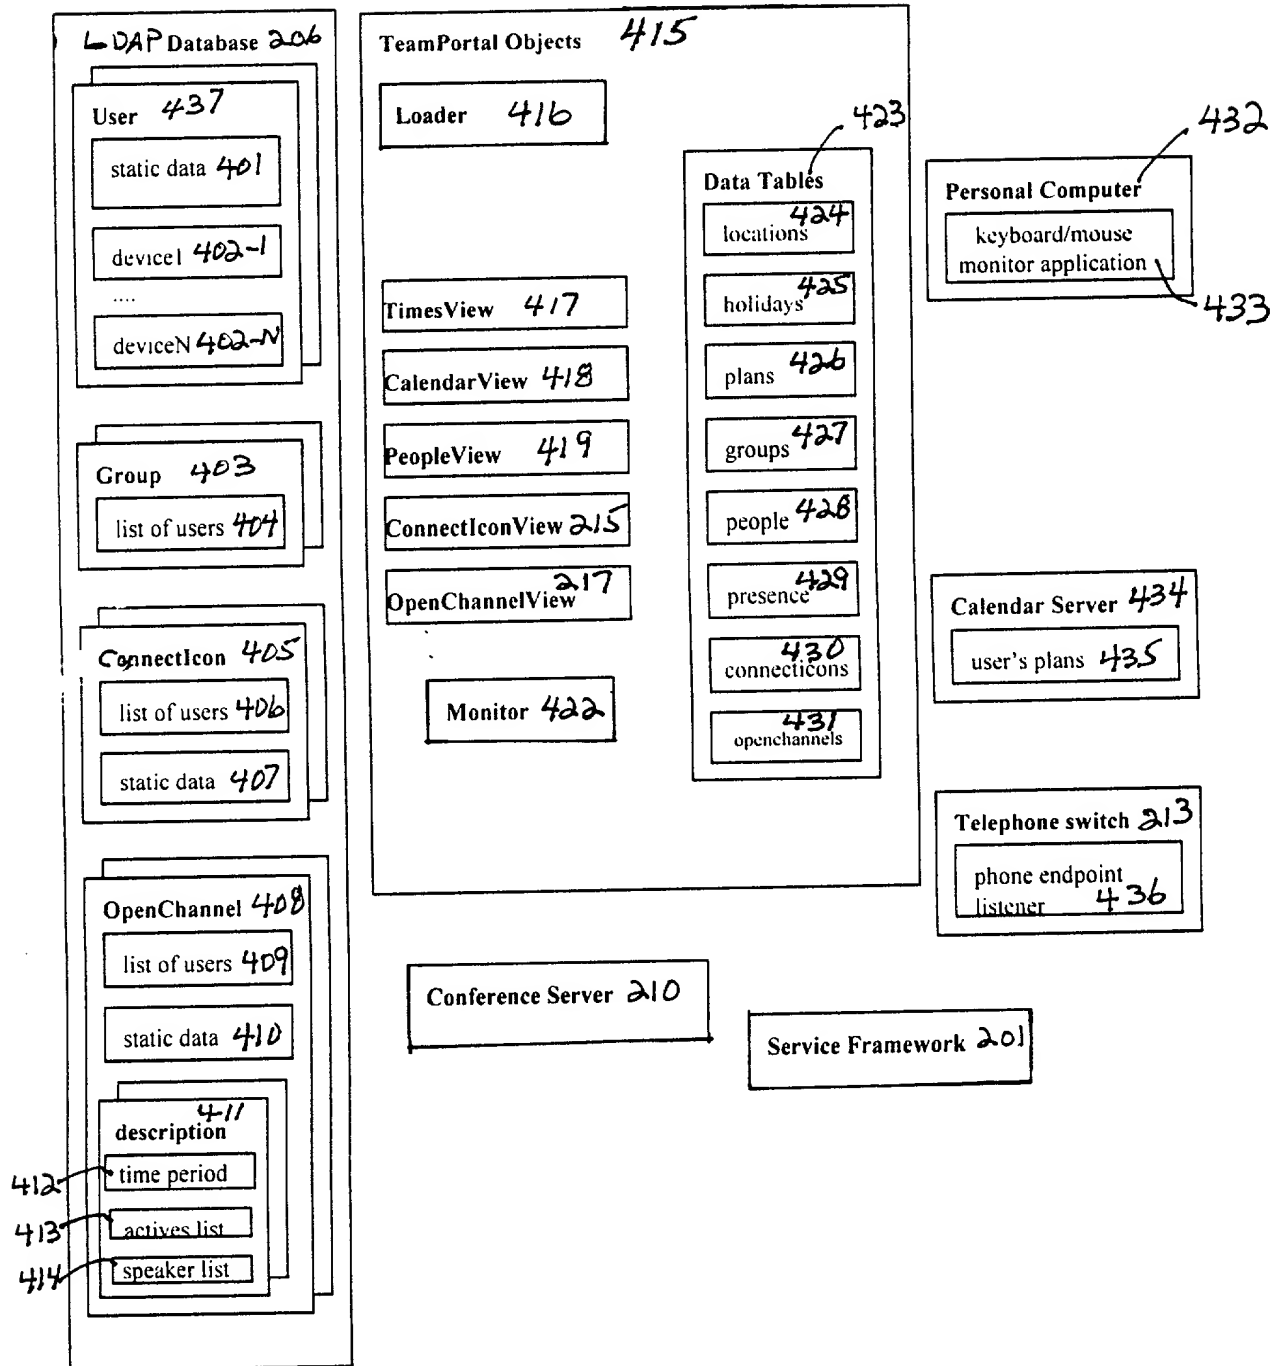 LDAP Database 206
User 437
static data 401
device1 402-1
....
deviceN 402-N
Group 403
list of users 404
ConnectIcon 405
list of users 406
static data 407
OpenChannel 408
list of users 409
static data 410
411
description
412
time period
413
actives list
414
speaker list
TeamPortal Objects 415
Loader 416
TimesView 417
CalendarView 418
PeopleView 419
ConnectIconView 215
217
OpenChannelView
Monitor 422
423
Data Tables
424
locations
425
holidays
plans 426
groups 427
people 428
429
presence
430
connecticons
431
openchannels
432
Personal Computer
keyboard/mouse
monitor application
433
Calendar Server 434
user's plans 435
Telephone switch 213
phone endpoint
listener 436
Conference Server 210
Service Framework 201